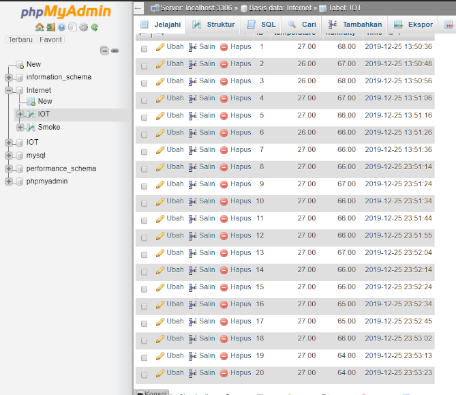 phpMyAdmin
Terbaru Favorit
New
information_schema
Internet
New
IOT
Smoke
IOT
mysql
performance_schema
phpmyadmin
Server: localhost:3306 » Basis data: Internet » Tabel: IOT
Jelajahi Struktur SQL Cari Tambahkan Ekspor
Ubah Salin Hapus 1 27.00 68.00 2019-12-25 13:50:36
Ubah Salin Hapus 2 26.00 67.00 2019-12-25 13:50:48
Ubah Salin Hapus 3 26.00 68.00 2019-12-25 13:50:56
Ubah Salin Hapus 4 27.00 67.00 2019-12-25 13:51:06
Ubah Salin Hapus 5 27.00 66.00 2019-12-25 13:51:16
Ubah Salin Hapus 6 26.00 66.00 2019-12-25 13:51:26
Ubah Salin Hapus 7 27.00 66.00 2019-12-25 13:51:36
Ubah Salin Hapus 8 27.00 66.00 2019-12-25 23:51:14
Ubah Salin Hapus 9 27.00 67.00 2019-12-25 23:51:24
Ubah Salin Hapus 10 27.00 66.00 2019-12-25 23:51:34
Ubah Salin Hapus 11 27.00 66.00 2019-12-25 23:51:44
Ubah Salin Hapus 12 27.00 66.00 2019-12-25 23:51:55
Ubah Salin Hapus 13 27.00 67.00 2019-12-25 23:52:04
Ubah Salin Hapus 14 27.00 66.00 2019-12-25 23:52:14
Ubah Salin Hapus 15 27.00 66.00 2019-12-25 23:52:24
Ubah Salin Hapus 16 27.00 65.00 2019-12-25 23:52:34
Ubah Salin Hapus 17 27.00 65.00 2019-12-25 23:52:45
Ubah Salin Hapus 18 27.00 66.00 2019-12-25 23:53:02
Ubah Salin Hapus 19 27.00 64.00 2019-12-25 23:53:13
Ubah Salin Hapus 20 27.00 64.00 2019-12-25 23:53:23
Konsol